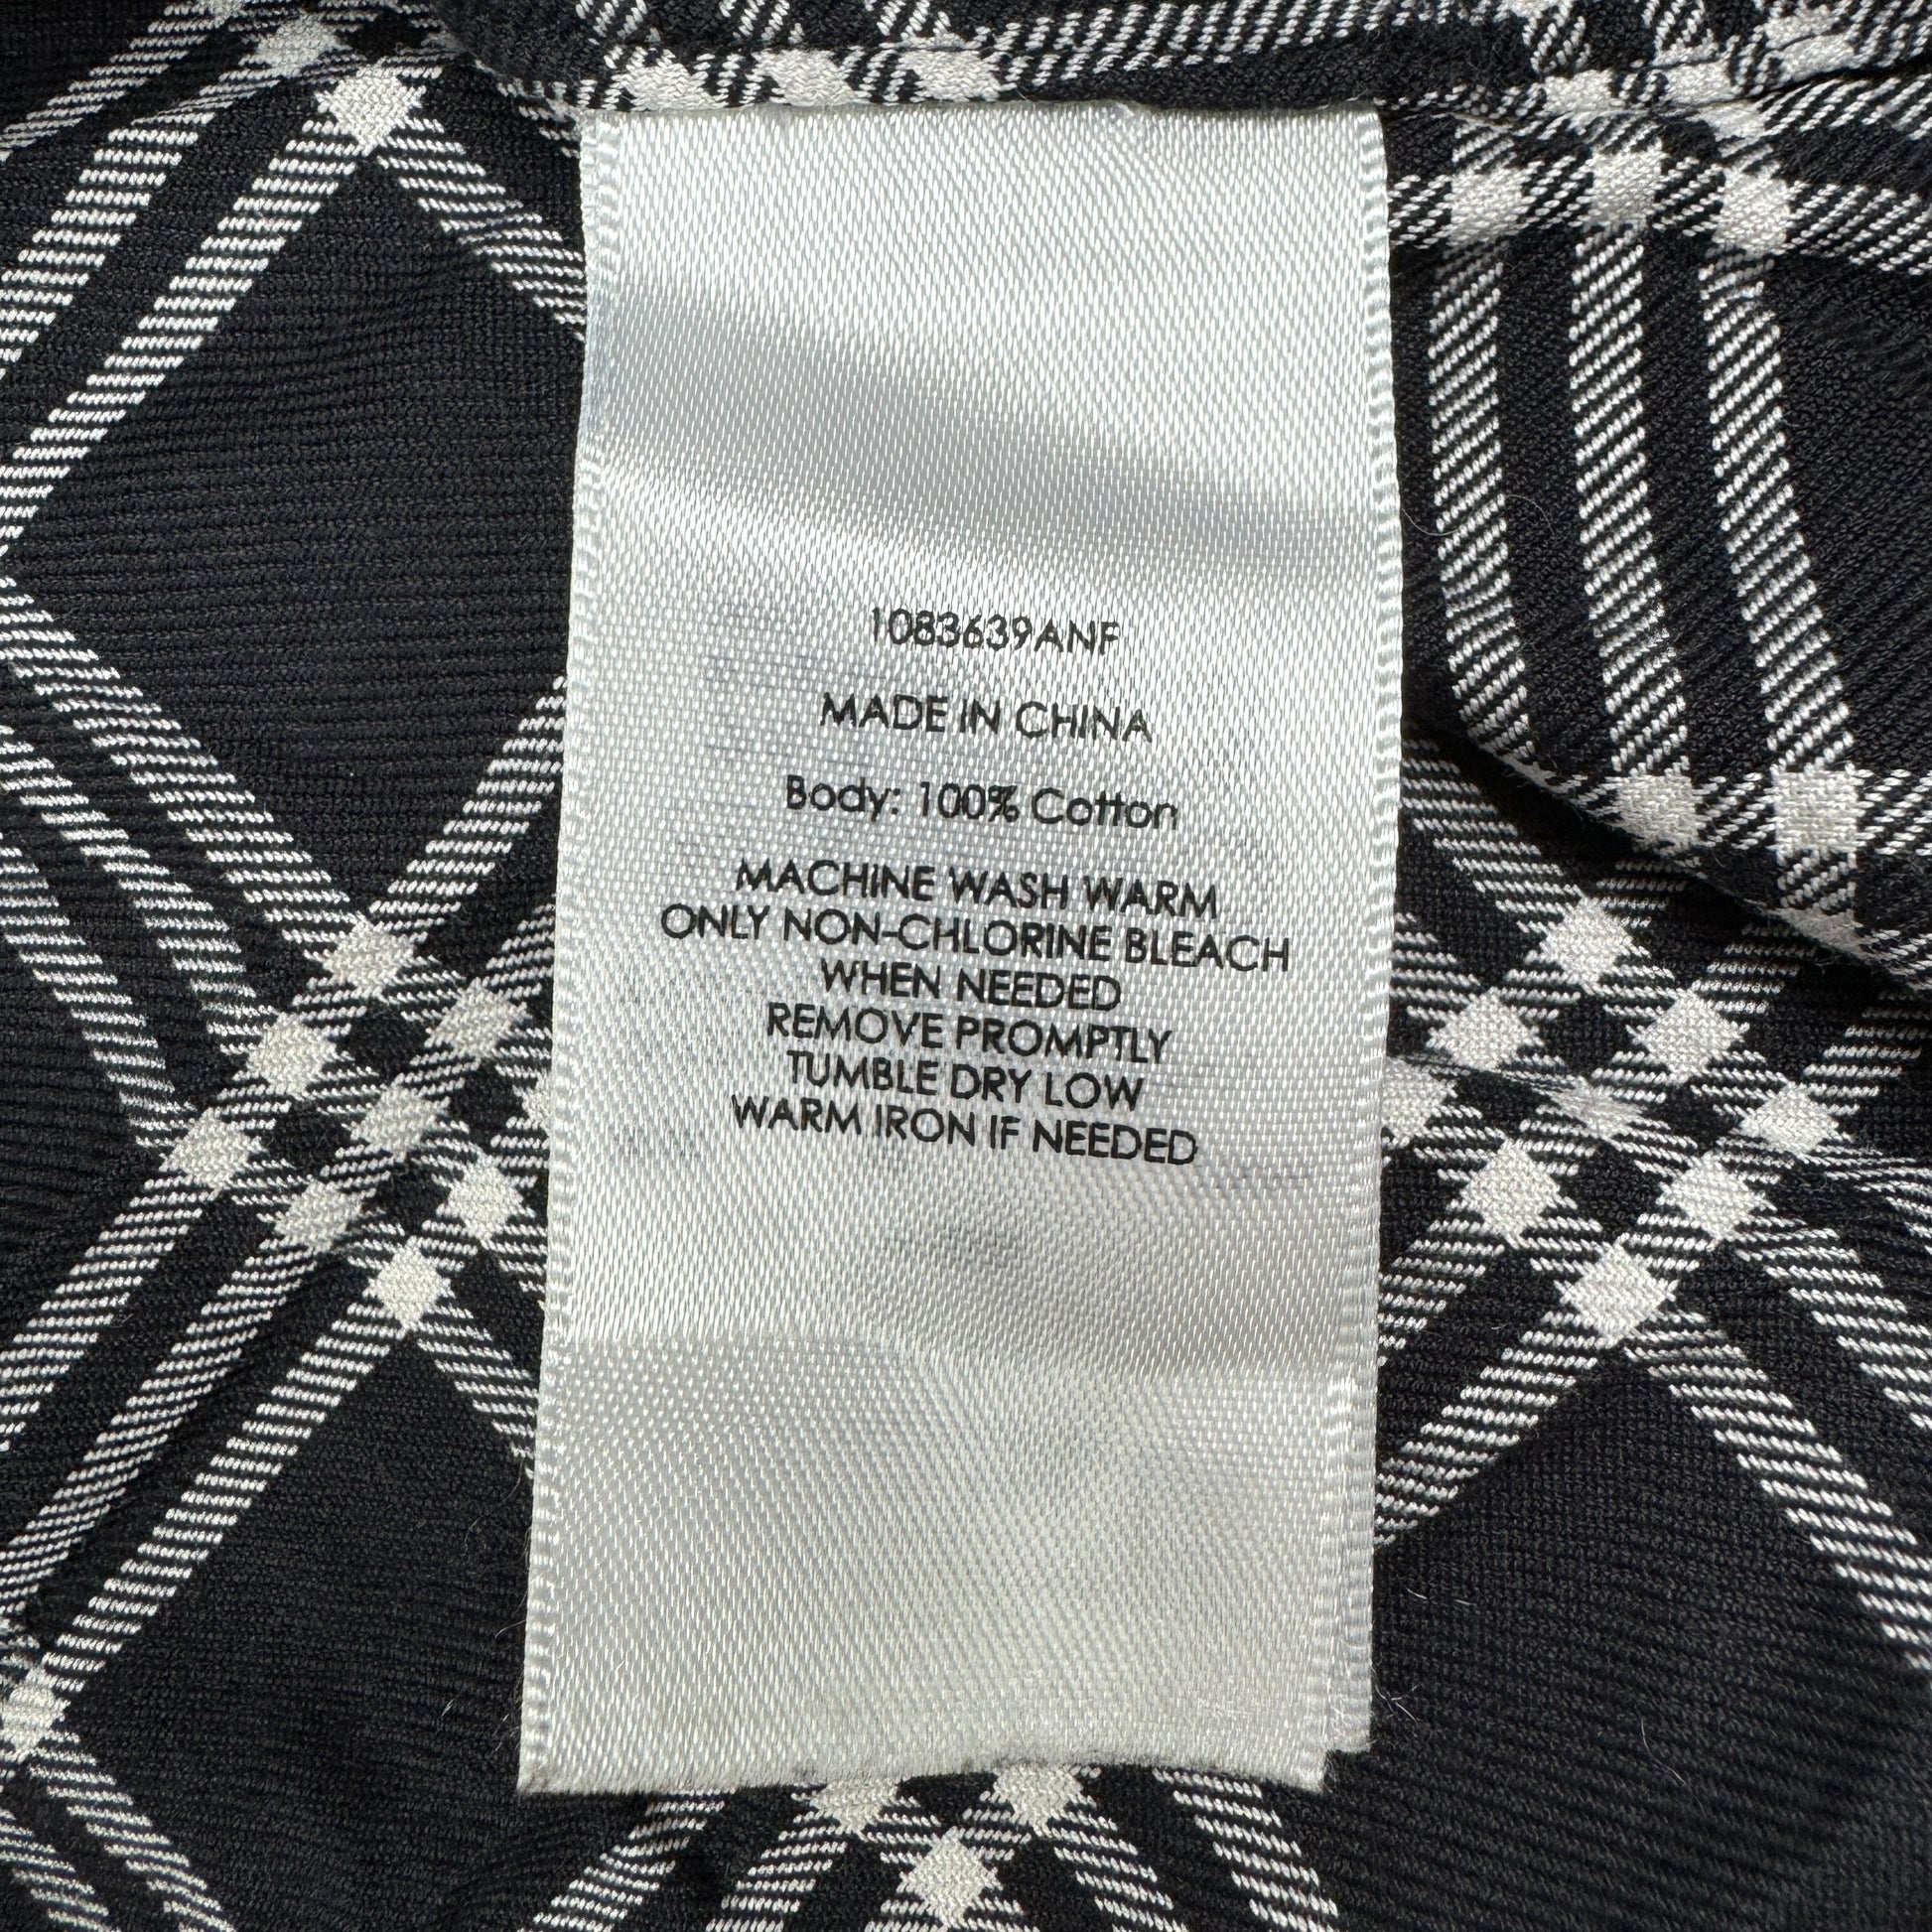 1083639ANF
MADE IN CHINA
Body: 100% Cotton
MACHINE WASH WARM
ONLY NON-CHLORINE BLEACH
WHEN NEEDED
REMOVE PROMPTLY
TUMBLE DRY LOW
WARM IRON IF NEEDED